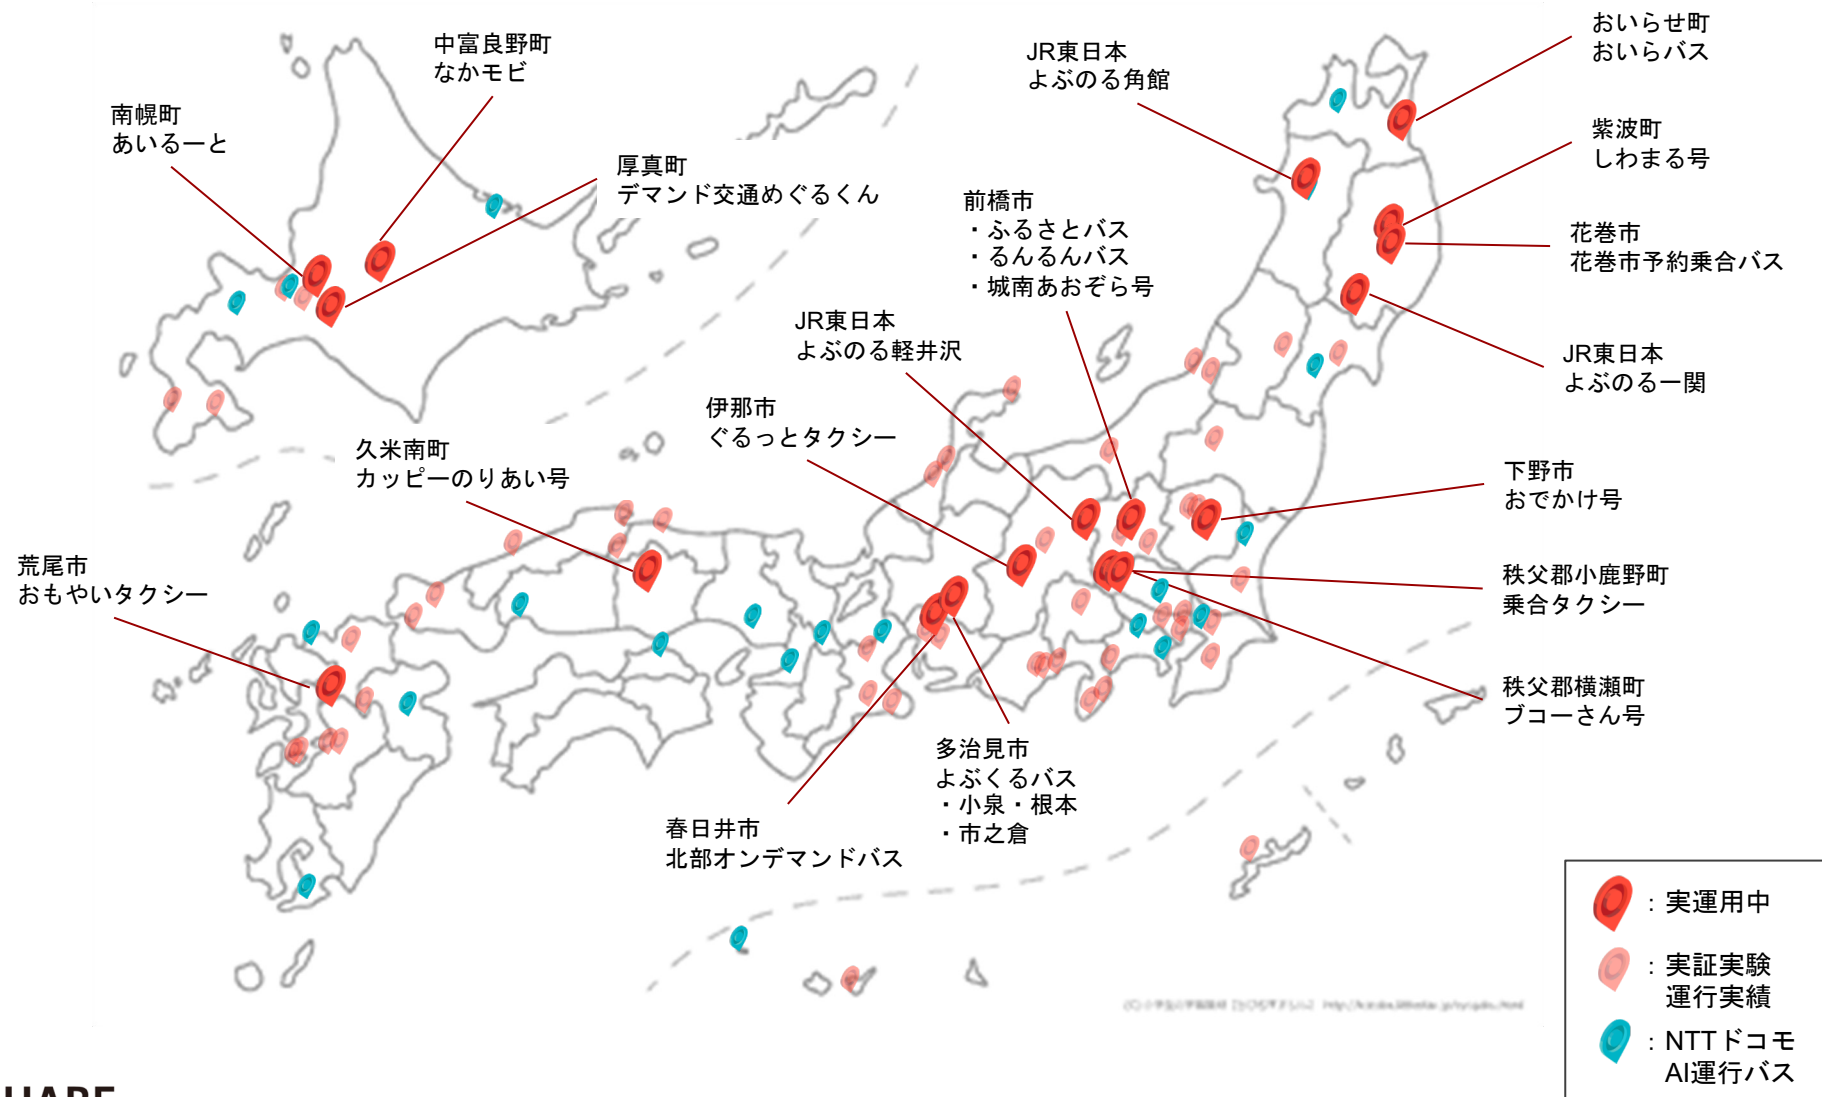 おいらせ町
おいらバス
中富良野町
なかモビ
JR東日本
よぶのる角館
南幌町
あいるーと
紫波町
しわまる号
厚真町
デマンド交通めぐるくん
前橋市
・ふるさとバス
・るんるんバス
・城南あおぞら号
花巻市
花巻市予約乗合バス
JR東日本
よぶのる軽井沢
JR東日本
よぶのる一関
伊那市
ぐるっとタクシー
久米南町
カッピーのりあい号
下野市
おでかけ号
荒尾市
おもやいタクシー
秩父郡小鹿野町
乗合タクシー
秩父郡横瀬町
ブコーさん号
多治見市
よぶくるバス
・小泉・根本
・市之倉
春日井市
北部オンデマンドバス
：実運用中
：実証実験
運行実績
：NTTドコモ
AI運行バス